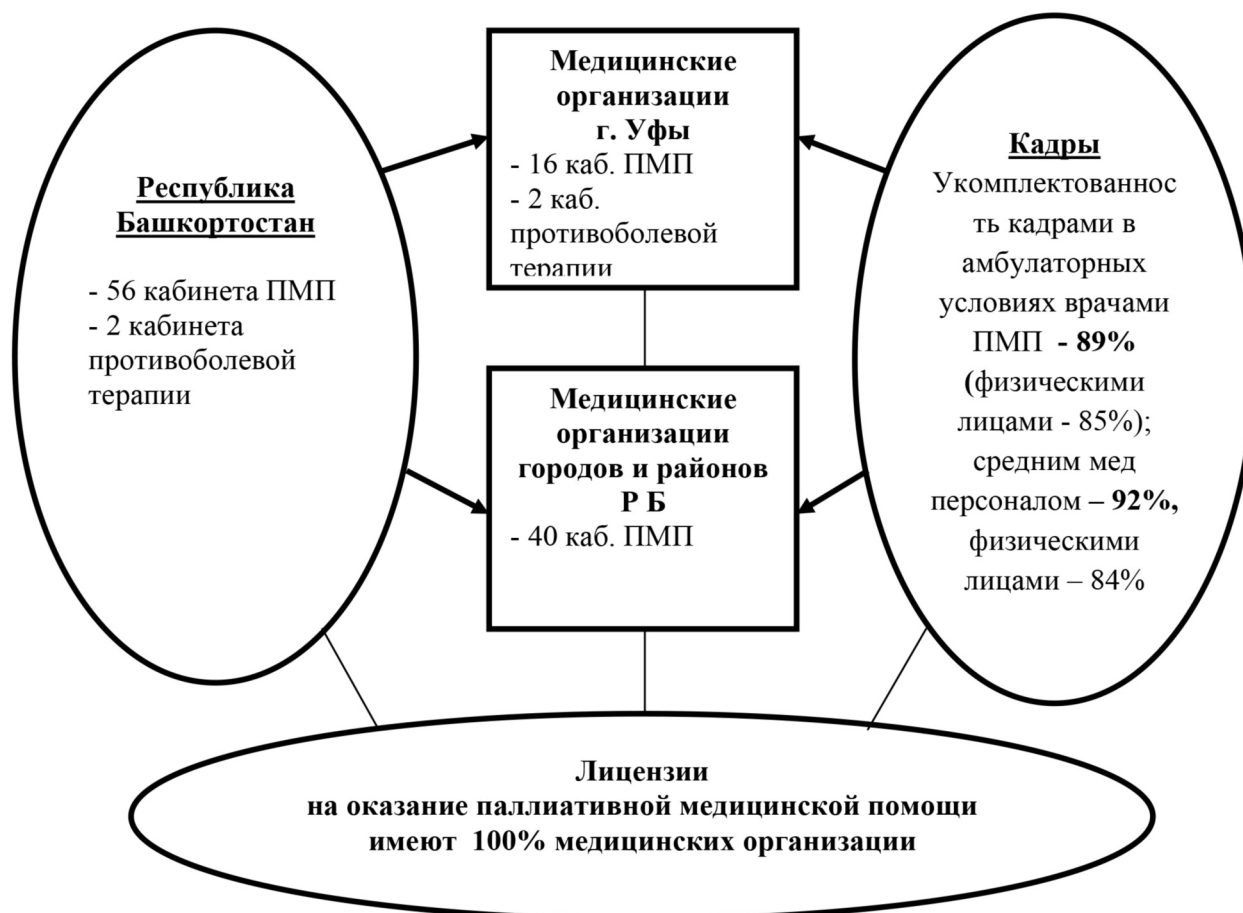 Республика
Башкортостан
- 56 кабинета ПМП
- 2 кабинета
противоболевой
терапии
Медицинские
организации
г. Уфы
- 16 каб. ПМП
- 2 каб.
противоболевой
терапии
Медицинские
организации
городов и районов
Р Б
- 40 каб. ПМП
Кадры
Укомплектованнос
ть кадрами в
амбулаторных
условиях врачами
ПМП - 89%
(физическими
лицами - 85%);
средним мед
персоналом – 92%,
физическими
лицами – 84%
Лицензии
на оказание паллиативной медицинской помощи
имеют 100% медицинских организации